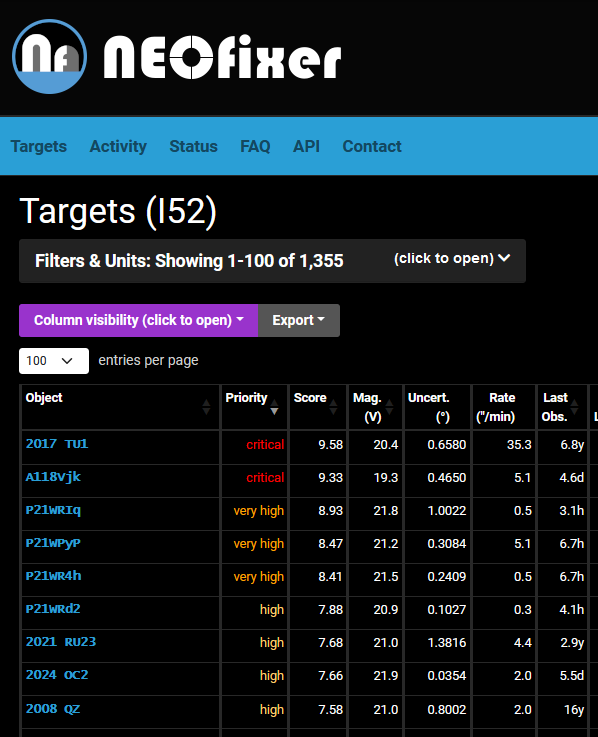 NF NEOfixer
Targets Activity Status FAQ API Contact
Targets (I52)
Filters & Units: Showing 1-100 of 1,355 (click to open)
Column visibility (click to open) Export
100 entries per page
Object Priority Score Mag. Uncert. Rate Last
(V) (°) ("/min) Obs. L
2017 TU1 critical 9.58 20.4 0.6580 35.3 6.8y
A118Vjk critical 9.33 19.3 0.4650 5.1 4.6d
P21WRIq very high 8.93 21.8 1.0022 0.5 3.1h
P21WPyP very high 8.47 21.2 0.3084 5.1 6.7h
P21WR4h very high 8.41 21.5 0.2409 0.5 6.7h
P21WRd2 high 7.88 20.9 0.1027 0.3 4.1h
2021 RU23 high 7.68 21.0 1.3816 4.4 2.9y
2024 OC2 high 7.66 21.9 0.0354 2.0 5.5d
2008 QZ high 7.58 21.0 0.8002 2.0 16y